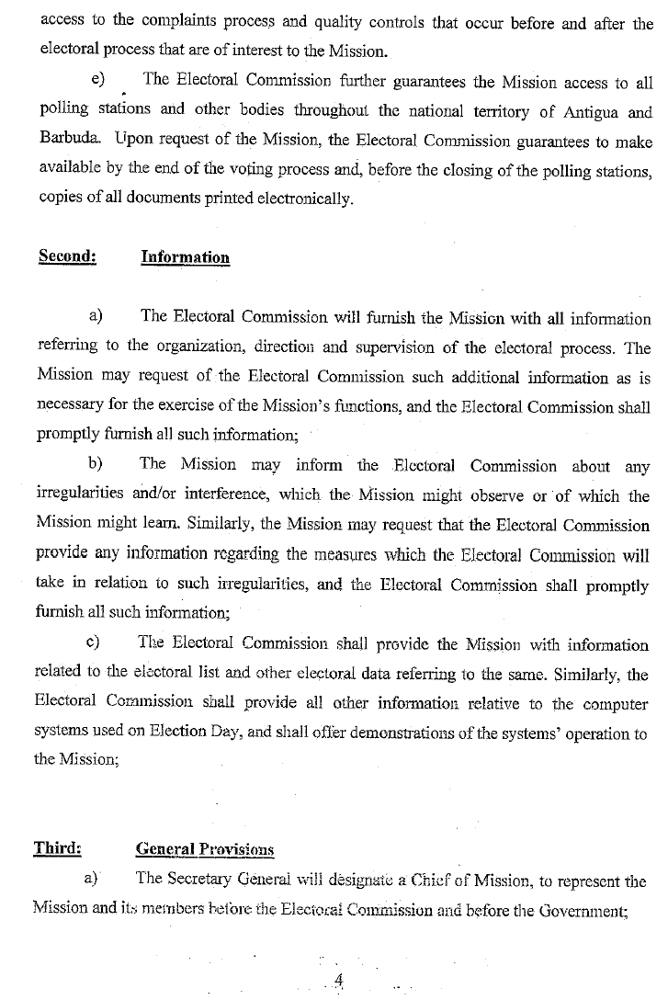 access to the complaints process and quality controls that occur before and after the
electoral process that are of interest to the Mission.
e) The Electoral Commission further guarantees the Mission access to all
polling stations and other bodies throughout the national territory of Antigua and
Barbuda. Upon request of the Mission, the Electoral Commission guarantees to make
available by the end of the voting process and, before the closing of the polling stations,
copies of all documents printed electronically.
Second: Information
a) The Electoral Commission will furnish the Mission with all information
referring to the organization, direction and supervision of the electoral process. The
Mission may request of the Electoral Commission such additional information as is
necessary for the exercise of the Mission's functions, and the Electoral Commission shall
promptly furnish all such information;
b) The Mission may inform the Electoral Commission about any
irregularities and/or interference, which the Mission might observe or of which the
Mission might learn. Similarly, the Mission may request that the Electoral Commission
provide any information regarding the measures which the Electoral Commission will
take in relation to such irregularities, and the Electoral Commission shall promptly
furnish all such information;
c) The Electoral Commission shall provide the Mission with information
related to the electoral list and other electoral data referring to the same. Similarly, the
Electoral Commission shall provide all other information relative to the computer
systems used on Election Day, and shall offer demonstrations of the systems' operation to
the Mission;
Third: General Provisions
a) The Secretary General will designate a Chief of Mission, to represent the
Mission and its members before the Electoral Commission and before the Government;
4